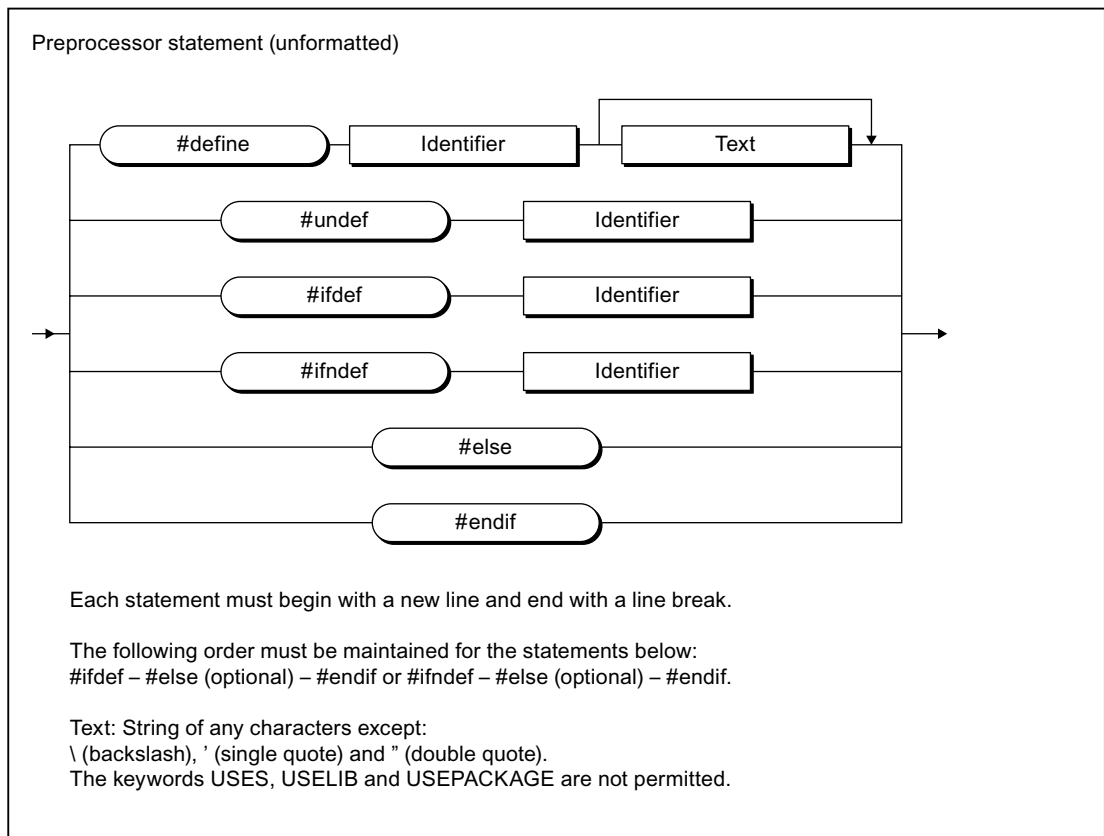 Preprocessor statement (unformatted)
#define Identifier Text
#undef Identifier
#ifdef Identifier
#ifndef Identifier
#else
#endif
Each statement must begin with a new line and end with a line break.
The following order must be maintained for the statements below:
#ifdef – #else (optional) – #endif or #ifndef – #else (optional) – #endif.
Text: String of any characters except:
\ (backslash), ’ (single quote) and ” (double quote).
The keywords USES, USELIB and USEPACKAGE are not permitted.